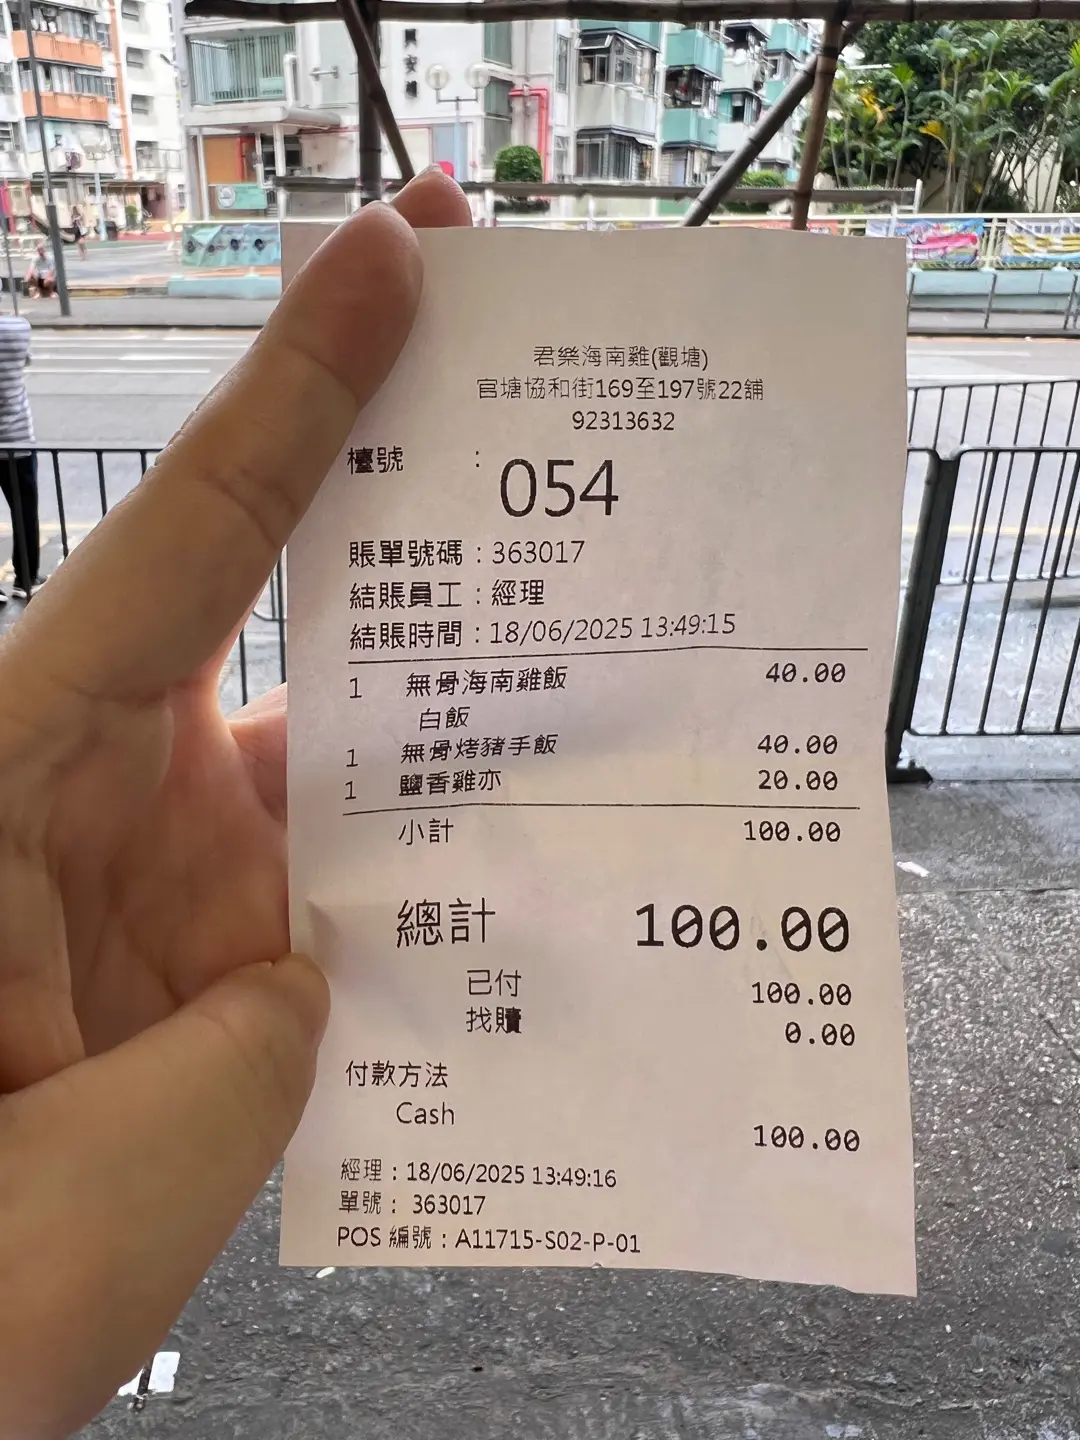 興安樓
君樂海南雞(觀塘)
官塘協和街169至197號22舖
92313632
檯號 : 054
賬單號碼 : 363017
結賬員工 : 經理
結賬時間 : 18/06/2025 13:49:15
1 無骨海南雞飯 40.00
白飯
1 無骨烤豬手飯 40.00
1 鹽香雞亦 20.00
小計 100.00
總計 100.00
已付 100.00
找贖 0.00
付款方法
Cash 100.00
經理 : 18/06/2025 13:49:16
單號 : 363017
POS 編號 : A11715-S02-P-01